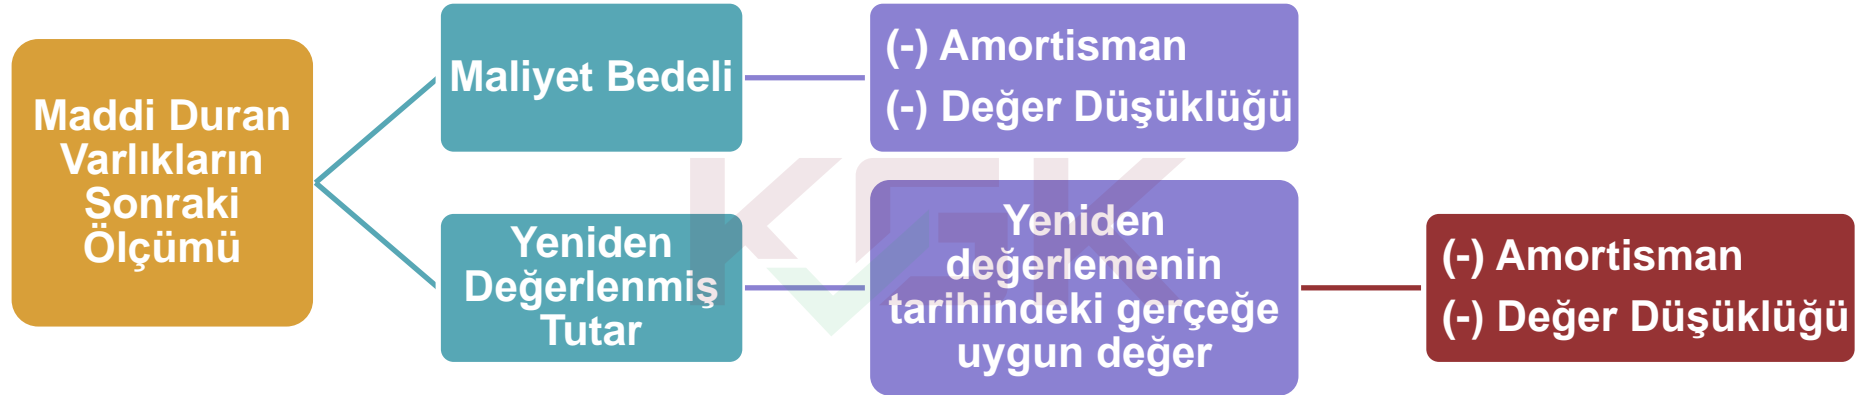 Maddi Duran
Varlıkların
Sonraki
Ölçümü
Maliyet Bedeli
(-) Amortisman
(-) Değer Düşüklüğü
Yeniden
Değerlenmiş
Tutar
Yeniden
değerlemenin
tarihindeki gerçeğe
uygun değer
(-) Amortisman
(-) Değer Düşüklüğü
KGK